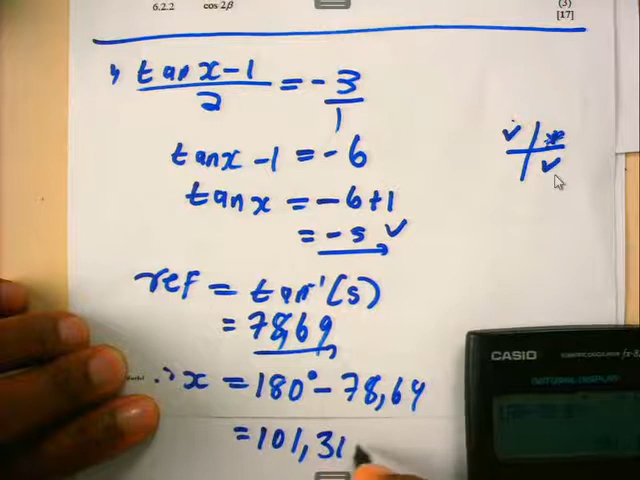 6.2.2 cos 2β
(3)
[17]
tan x - 1 / 2 = - 3 / 1
tan x - 1 = - 6
tan x = - 6 + 1
= - 5 ✓
ref = tan⁻¹(5)
= 78,69
∴ x = 180° - 78,69
= 101,31
CASIO